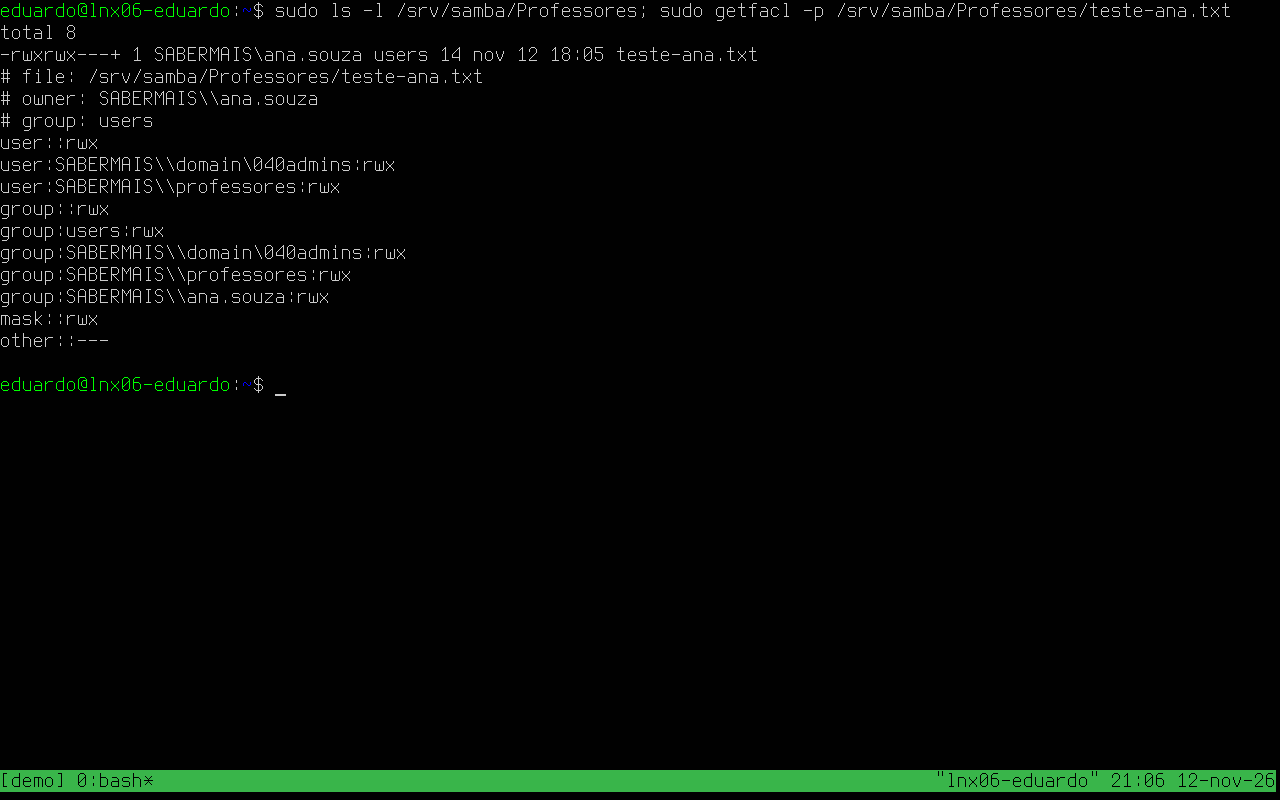 eduardo@lnx06-eduardo:~$ sudo ls -l /srv/samba/Professores; sudo getfacl -p /srv/samba/Professores/teste-ana.txt
total 8
-rwxrwx---+ 1 SABERMAIS\ana.souza users 14 nov 12 18:05 teste-ana.txt
# file: /srv/samba/Professores/teste-ana.txt
# owner: SABERMAIS\\ana.souza
# group: users
user::rwx
user:SABERMAIS\\domain\040admins:rwx
user:SABERMAIS\\professores:rwx
group::rwx
group:users:rwx
group:SABERMAIS\\domain\040admins:rwx
group:SABERMAIS\\professores:rwx
group:SABERMAIS\\ana.souza:rwx
mask::rwx
other::---
eduardo@lnx06-eduardo:~$ _
[demo] 0:bash* "lnx06-eduardo" 21:06 12-nov-26